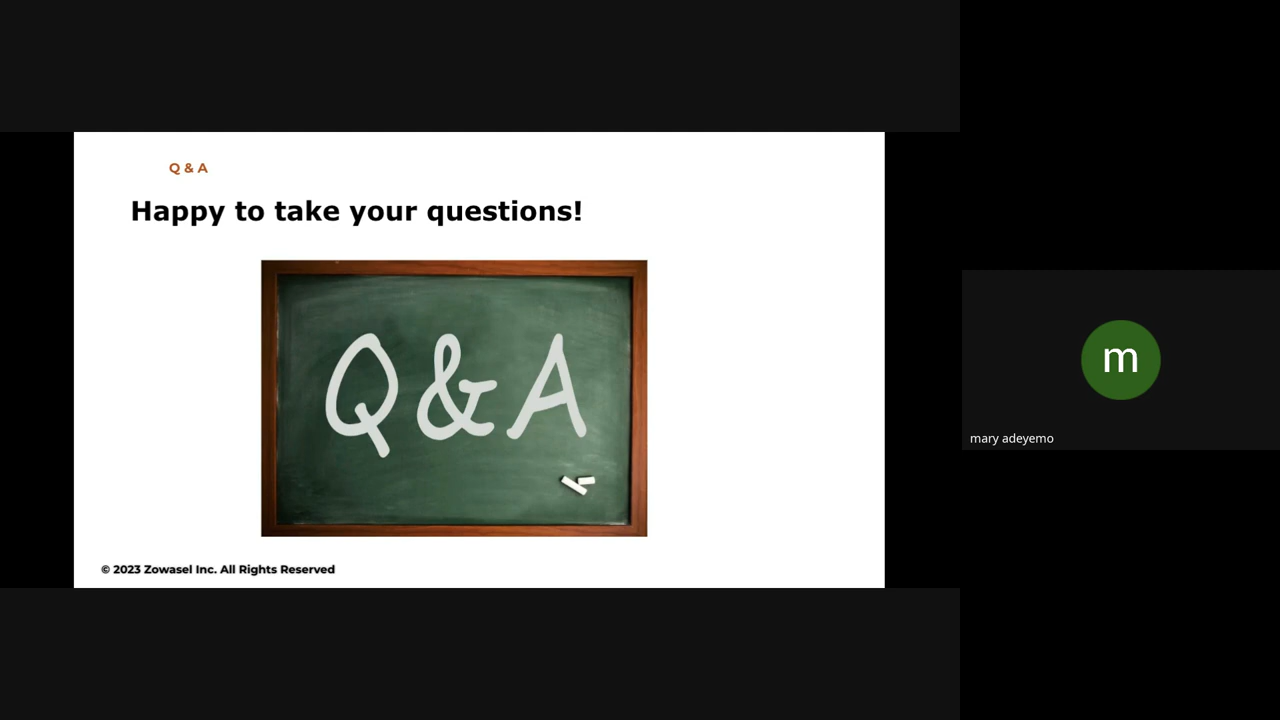 Q & A
Happy to take your questions!
Q & A
© 2023 Zowasel Inc. All Rights Reserved
m
mary adeyemo